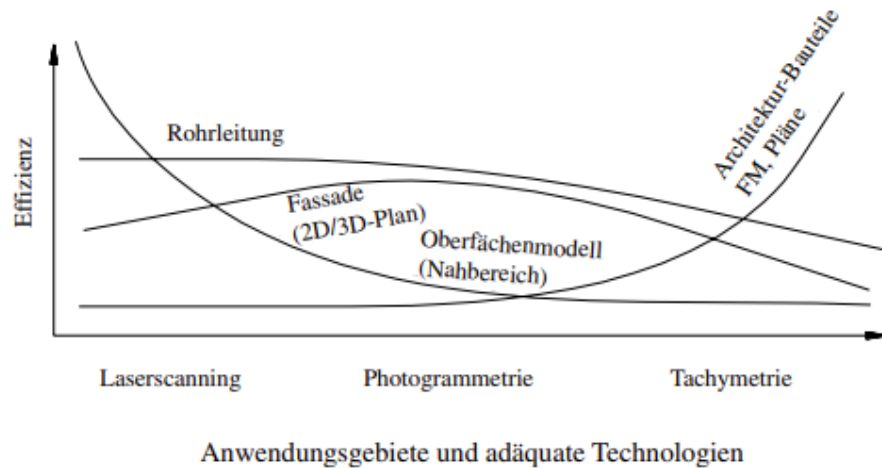 Effizienz
Rohrleitung
Fassade
(2D/3D-Plan)
Oberfächenmodell
(Nahbereich)
Architektur-Bauteile
FM, Pläne
Laserscanning
Photogrammetrie
Tachymetrie
Anwendungsgebiete und adäquate Technologien